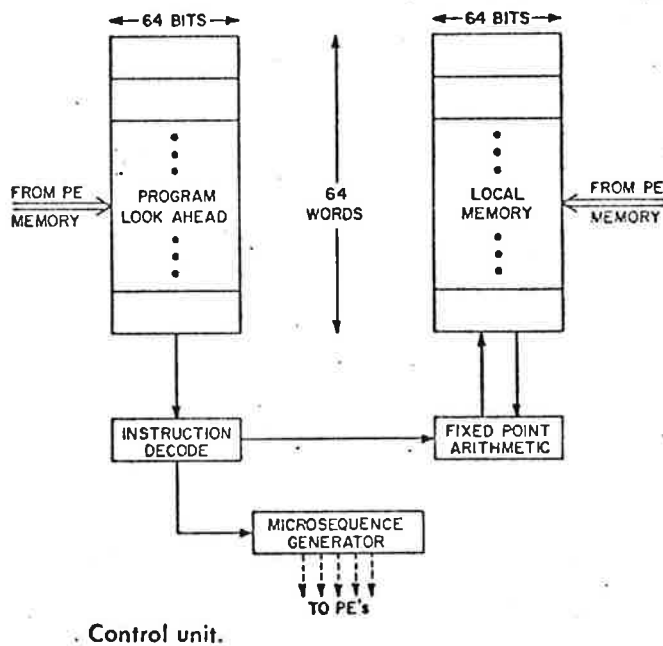 64 BITS
64 BITS
FROM PE
MEMORY
PROGRAM
LOOK AHEAD
64
WORDS
LOCAL
MEMORY
FROM PE
MEMORY
INSTRUCTION
DECODE
FIXED POINT
ARITHMETIC
MICROSEQUENCE
GENERATOR
TO PE's
Control unit.